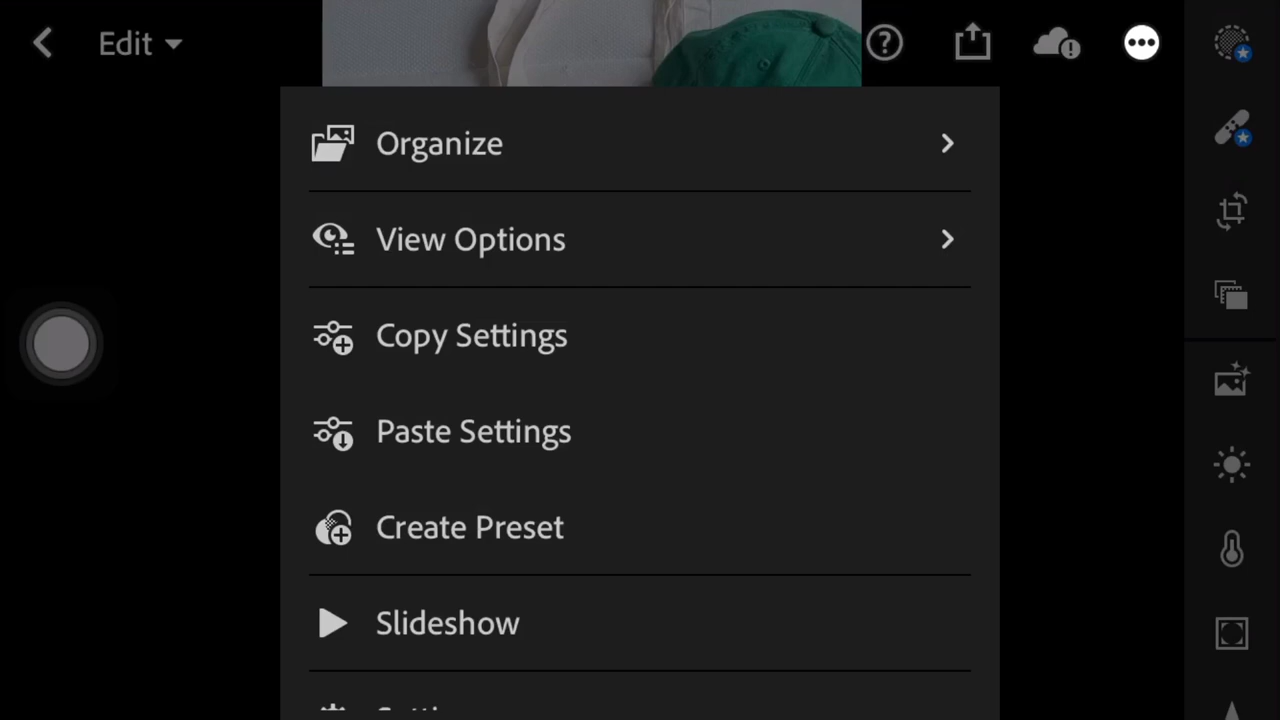 Edit
Organize
View Options
Copy Settings
Paste Settings
Create Preset
Slideshow